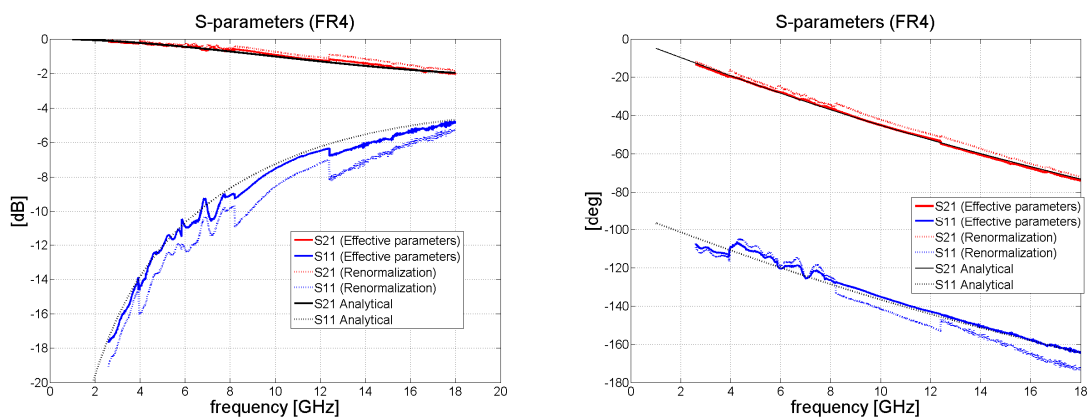 S-parameters (FR4)
0
-2
-4
-6
-8
-10
-12
-14
-16
-18
-20
[dB]
S21 (Effective parameters)
S11 (Effective parameters)
S21 (Renormalization)
S11 (Renormalization)
S21 Analytical
S11 Analytical
0 2 4 6 8 10 12 14 16 18 20
frequency [GHz]
S-parameters (FR4)
0
-20
-40
-60
-80
-100
-120
-140
-160
-180
[deg]
S21 (Effective parameters)
S11 (Effective parameters)
S21 (Renormalization)
S11 (Renormalization)
S21 Analytical
S11 Analytical
0 2 4 6 8 10 12 14 16 18
frequency [GHz]